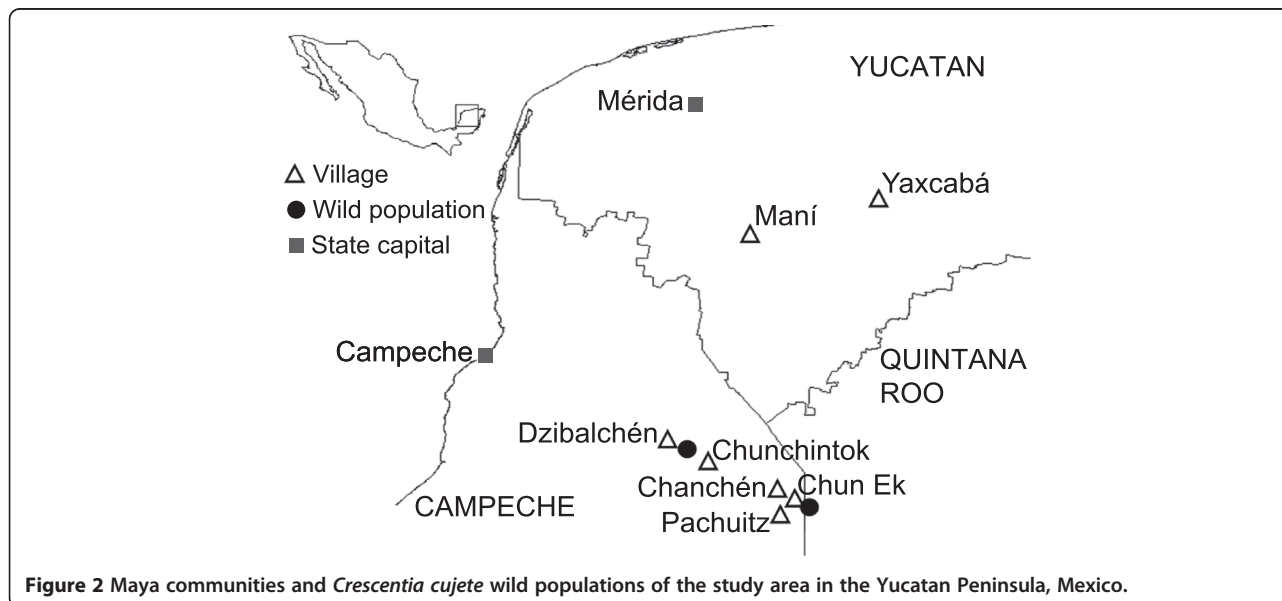 YUCATAN
Mérida
Village
Wild population
State capital
Yaxcabá
Maní
Campeche
QUINTANA
ROO
Dzibalchén
Chunchintok
Chanchén
Chun Ek
CAMPECHE
Pachuitz
Figure 2 Maya communities and Crescentia cujete wild populations of the study area in the Yucatan Peninsula, Mexico.